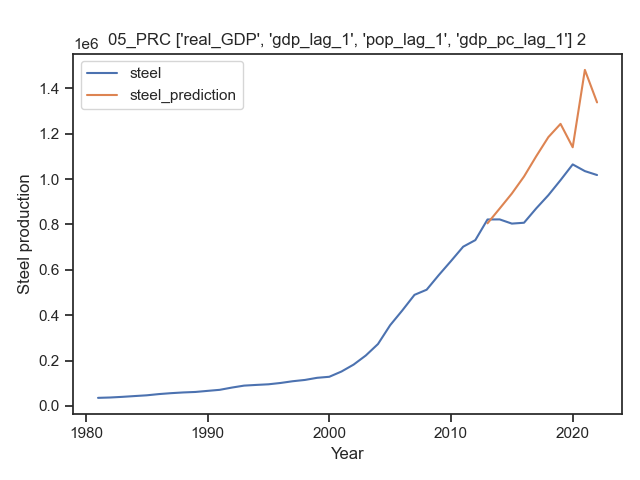 05_PRC ['real_GDP', 'gdp_lag_1', 'pop_lag_1', 'gdp_pc_lag_1'] 2
1e6
steel
steel_prediction
1.4
1.2
1.0
0.8
0.6
0.4
0.2
0.0
Steel production
1980
1990
2000
2010
2020
Year